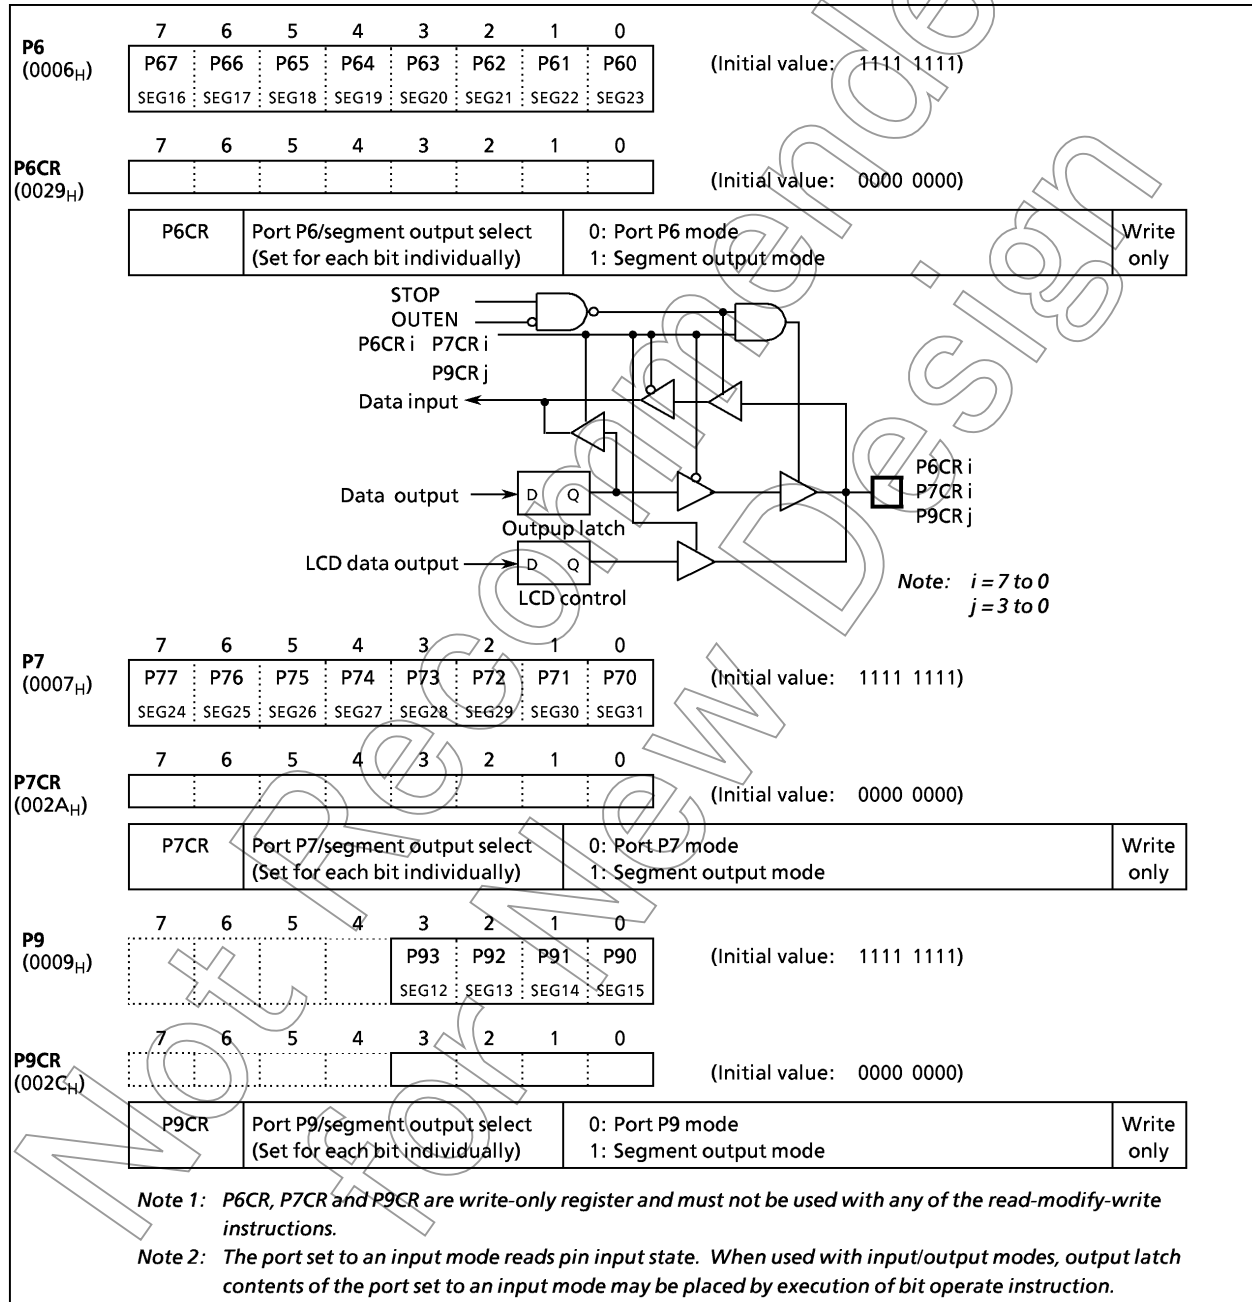 7 6 5 4 3 2 1 0
P6
(0006H)
P67 P66 P65 P64 P63 P62 P61 P60
(Initial value: 1111 1111)
SEG16 SEG17 SEG18 SEG19 SEG20 SEG21 SEG22 SEG23
7 6 5 4 3 2 1 0
P6CR
(0029H)
(Initial value: 0000 0000)
P6CR Port P6/segment output select 0: Port P6 mode Write
(Set for each bit individually) 1: Segment output mode only
STOP
OUTEN
P6CR i P7CR i
P9CR j
Data input
P6CR i
Data output D Q P7CR i
P9CR j
Outpup latch
LCD data output D Q
Note: i = 7 to 0
LCD control
j = 3 to 0
7 6 5 4 3 2 1 0
P7
(0007H)
P77 P76 P75 P74 P73 P72 P71 P70
(Initial value: 1111 1111)
SEG24 SEG25 SEG26 SEG27 SEG28 SEG29 SEG30 SEG31
7 6 5 4 3 2 1 0
P7CR
(002AH)
(Initial value: 0000 0000)
P7CR Port P7/segment output select 0: Port P7 mode Write
(Set for each bit individually) 1: Segment output mode only
7 6 5 4 3 2 1 0
P9
(0009H)
P93 P92 P91 P90
(Initial value: 1111 1111)
SEG12 SEG13 SEG14 SEG15
7 6 5 4 3 2 1 0
P9CR
(002CH)
(Initial value: 0000 0000)
P9CR Port P9/segment output select 0: Port P9 mode Write
(Set for each bit individually) 1: Segment output mode only
Note 1: P6CR, P7CR and P9CR are write-only register and must not be used with any of the read-modify-write
instructions.
Note 2: The port set to an input mode reads pin input state. When used with input/output modes, output latch
contents of the port set to an input mode may be placed by execution of bit operate instruction.
Not Recommende
for New Design